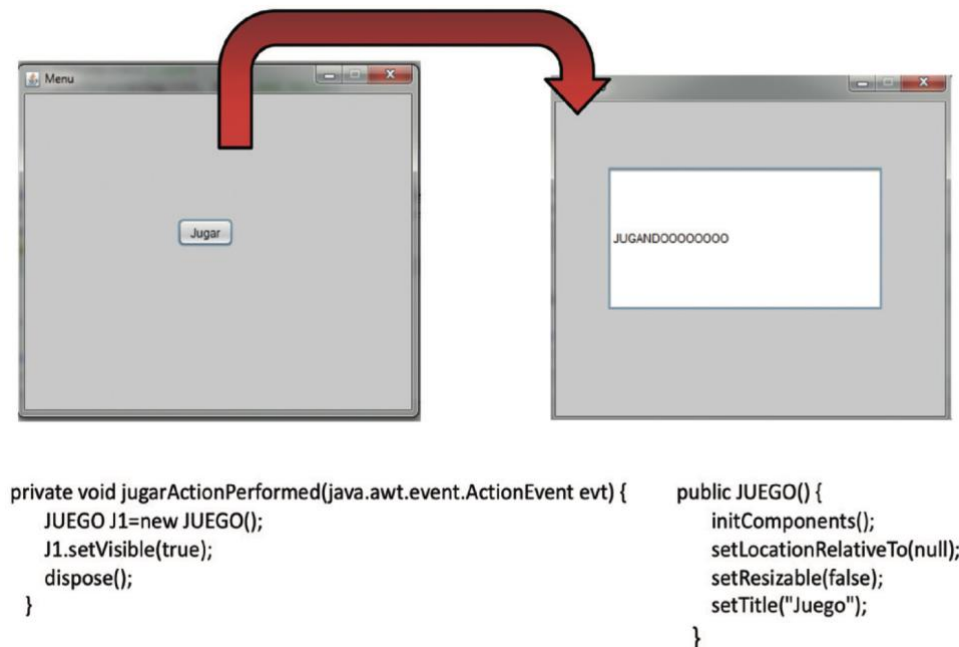 Menu
Jugar
JUGANDOOOOOOOOO
private void jugarActionPerformed(java.awt.event.ActionEvent evt) {
JUEGO J1=new JUEGO();
J1.setVisible(true);
dispose();
}
public JUEGO() {
initComponents();
setLocationRelativeTo(null);
setResizable(false);
setTitle("Juego");
}